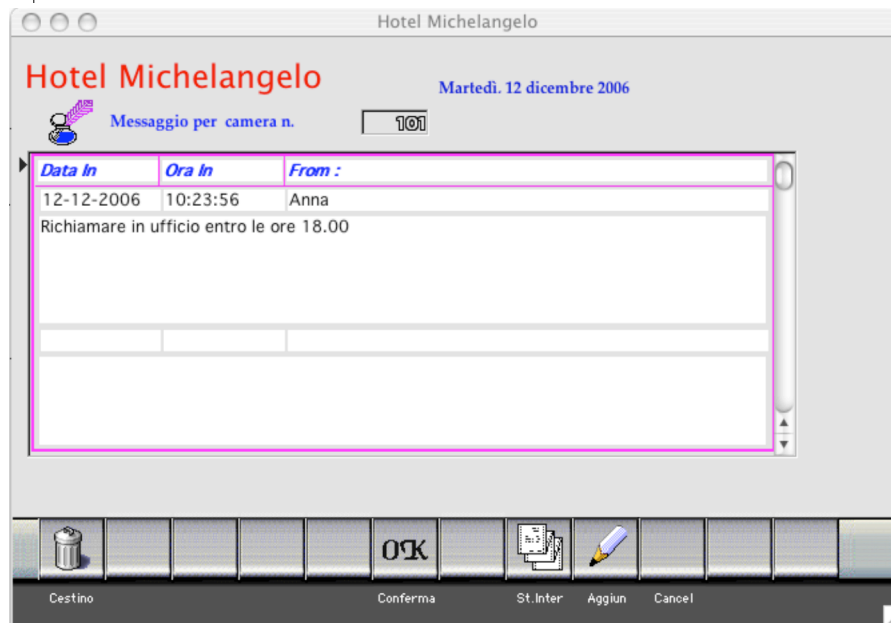 Hotel Michelangelo
Hotel Michelangelo
Martedì. 12 dicembre 2006
Messaggio per camera n. 101
Data In Ora In From :
12-12-2006 10:23:56 Anna
Richiamare in ufficio entro le ore 18.00
OK
Cestino Conferma St.Inter Aggiun Cancel